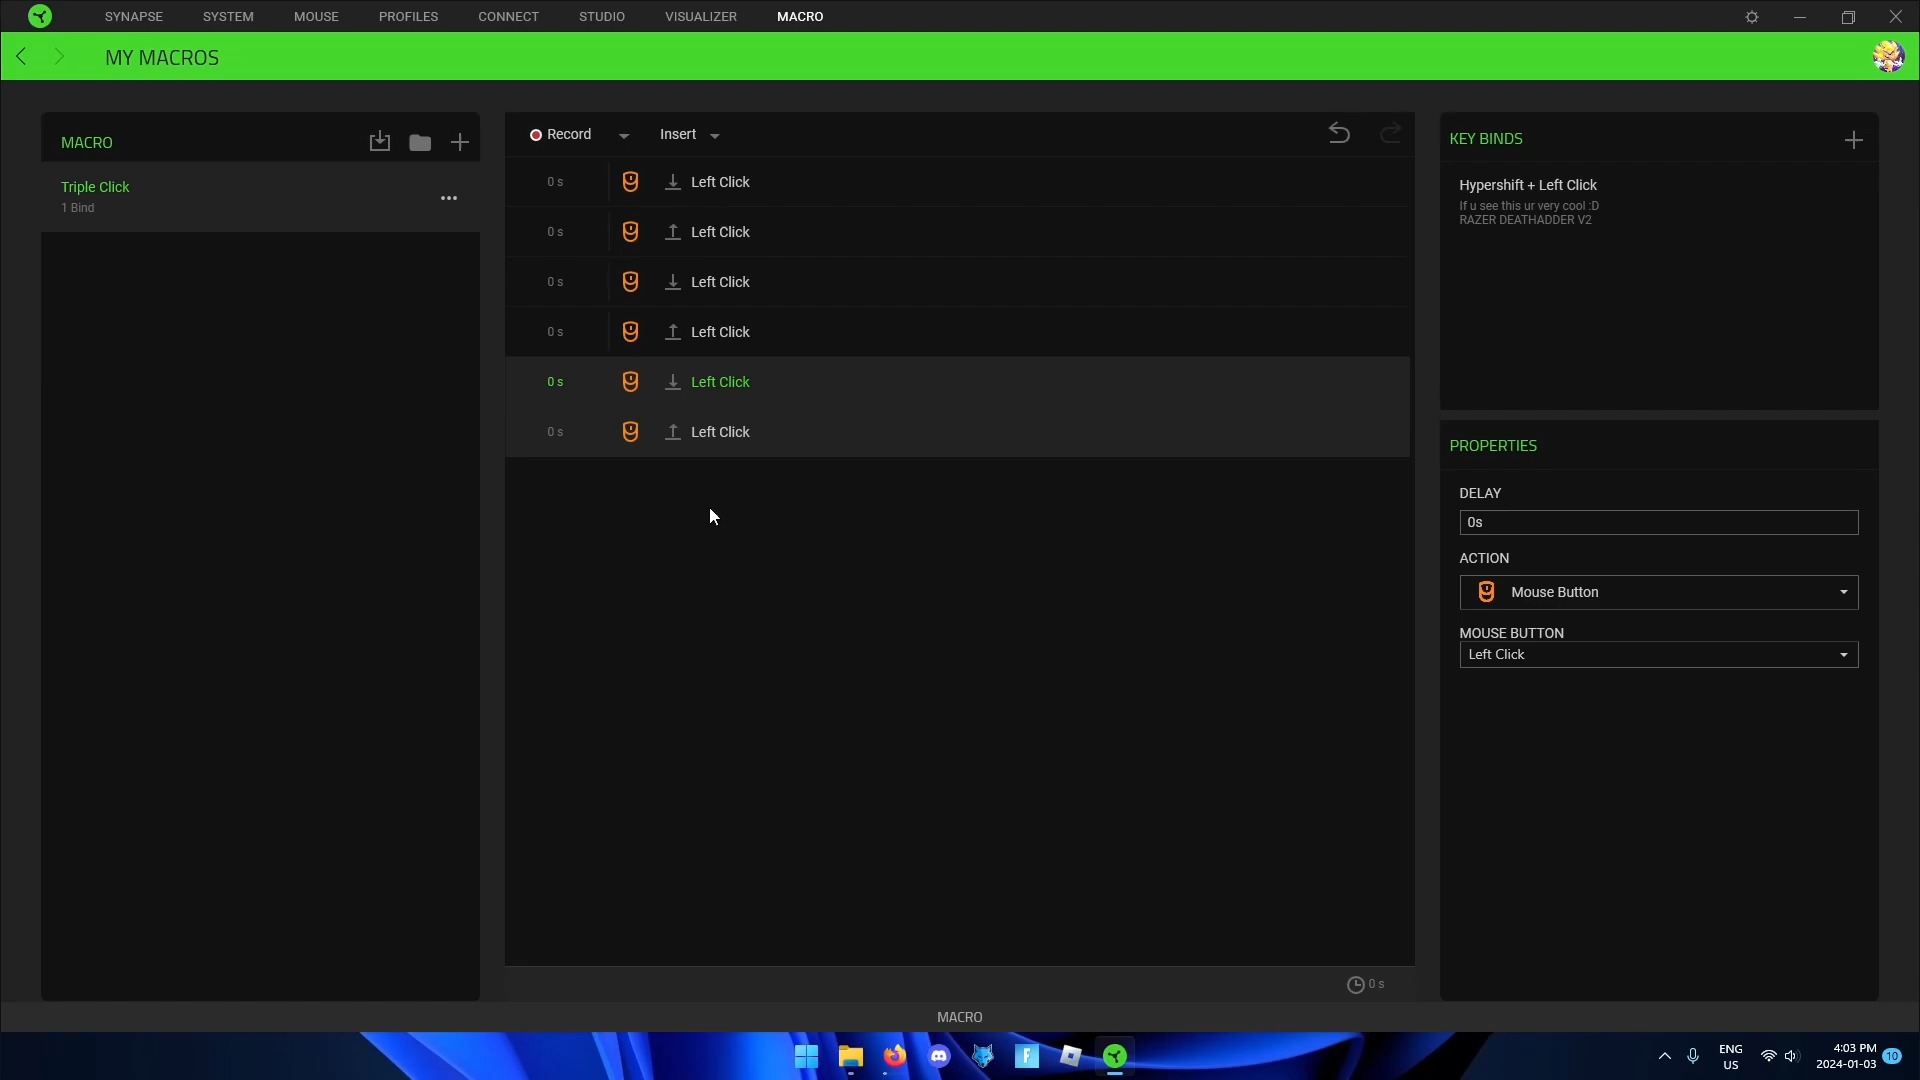 SYNAPSE SYSTEM MOUSE PROFILES CONNECT STUDIO VISUALIZER MACRO
MY MACROS
MACRO
Triple Click
1 Bind
Record Insert
0 s Left Click
0 s Left Click
0 s Left Click
0 s Left Click
0 s Left Click
0 s Left Click
0 s
KEY BINDS
Hypershift + Left Click
If u see this ur very cool :D
RAZER DEATHADDER V2
PROPERTIES
DELAY
0s
ACTION
Mouse Button
MOUSE BUTTON
Left Click
MACRO
F
ENG
US
4:03 PM
2024-01-03
10